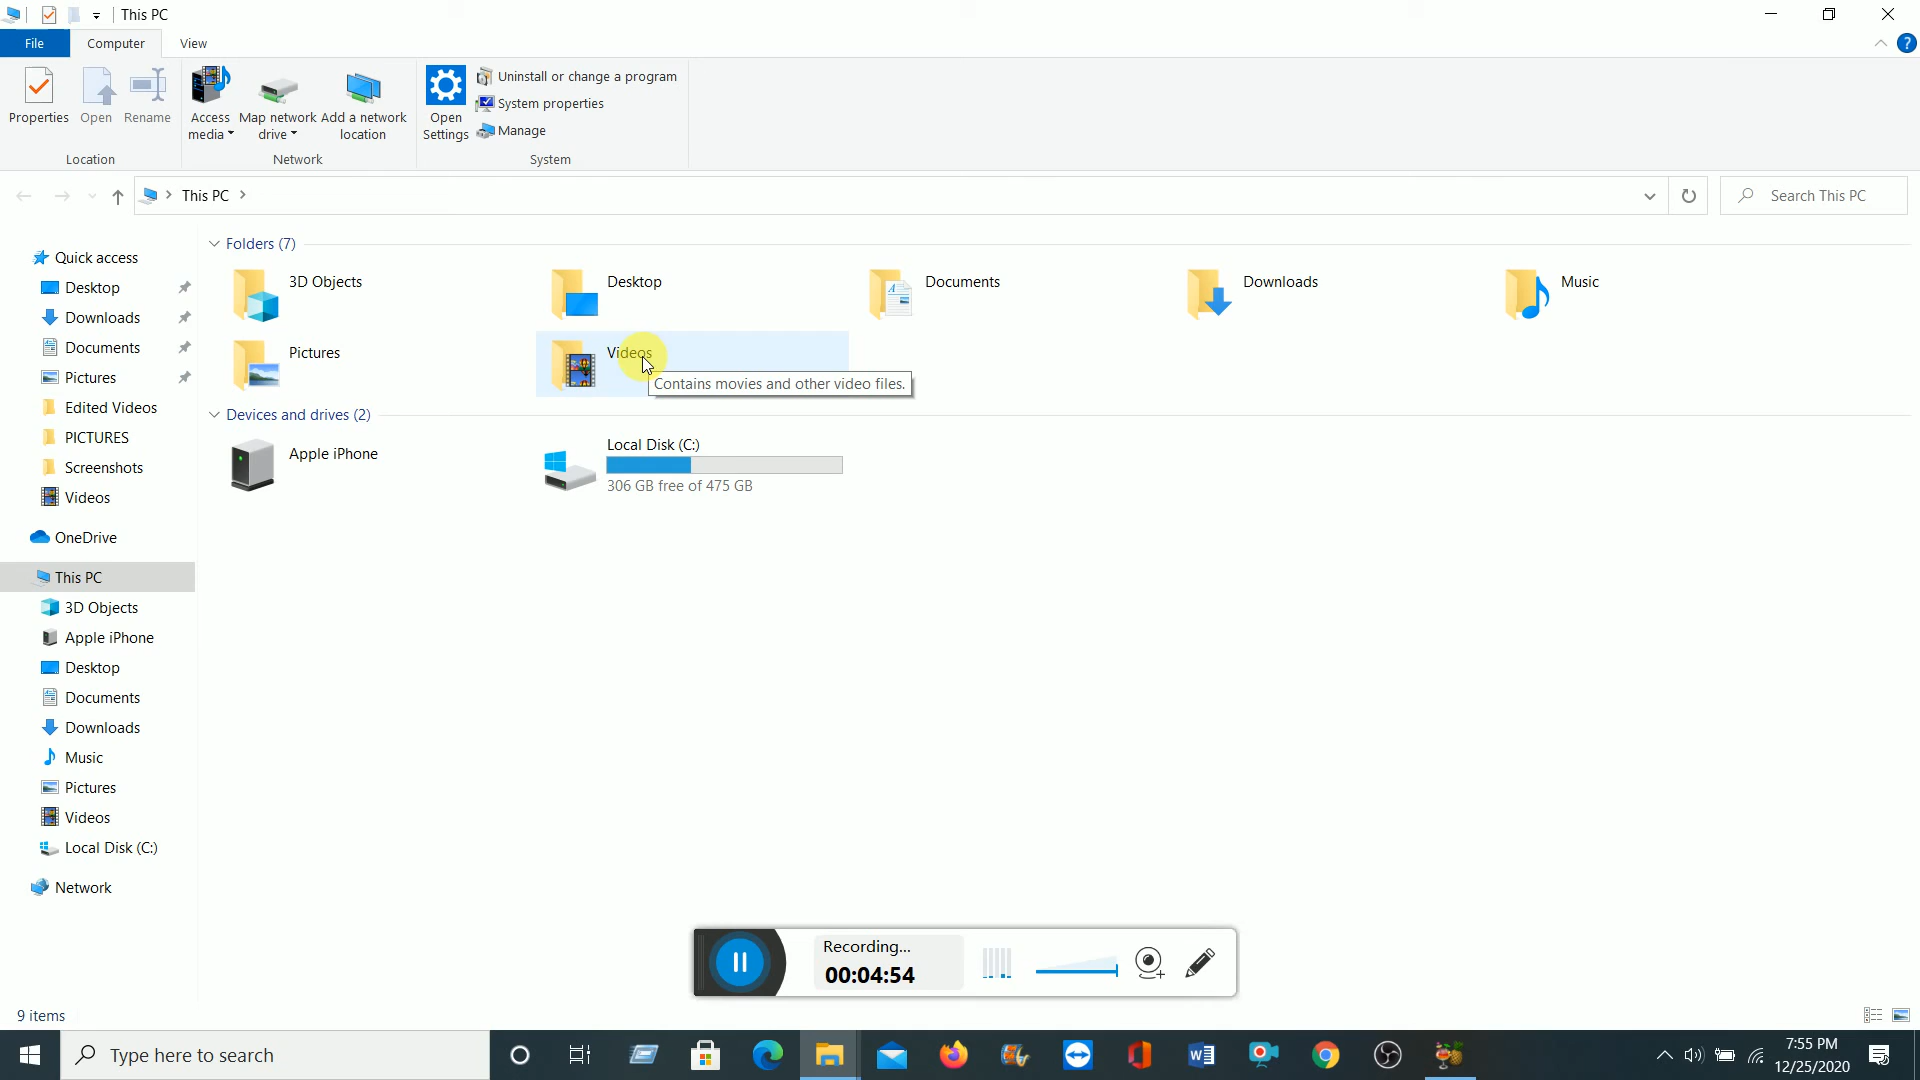 This PC
File Computer View
Uninstall or change a program
System properties
Manage
Properties Open Rename
Access media
Map network drive
Add a network location
Open Settings
Location Network System
This PC
Search This PC
Quick access
Desktop
Downloads
Documents
Pictures
Edited Videos
PICTURES
Screenshots
Videos
OneDrive
This PC
3D Objects
Apple iPhone
Desktop
Documents
Downloads
Music
Pictures
Videos
Local Disk (C:)
Network
Folders (7)
3D Objects
Desktop
Documents
Downloads
Music
Pictures
Videos
Contains movies and other video files.
Devices and drives (2)
Apple iPhone
Local Disk (C:)
306 GB free of 475 GB
Recording...
00:04:54
9 items
Type here to search
7:55 PM
12/25/2020